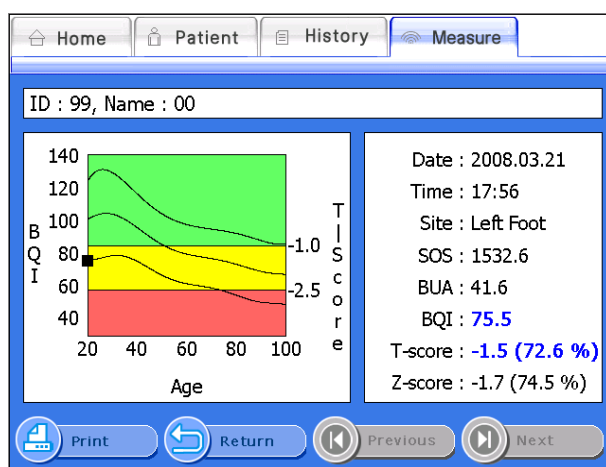 Home Patient History Measure
ID : 99, Name : 00
140
120
100
80
60
40
BQI
20 40 60 80 100
Age
-1.0
-2.5
T-Score
Date : 2008.03.21
Time : 17:56
Site : Left Foot
SOS : 1532.6
BUA : 41.6
BQI : 75.5
T-score : -1.5 (72.6 %)
Z-score : -1.7 (74.5 %)
Print Return Previous Next